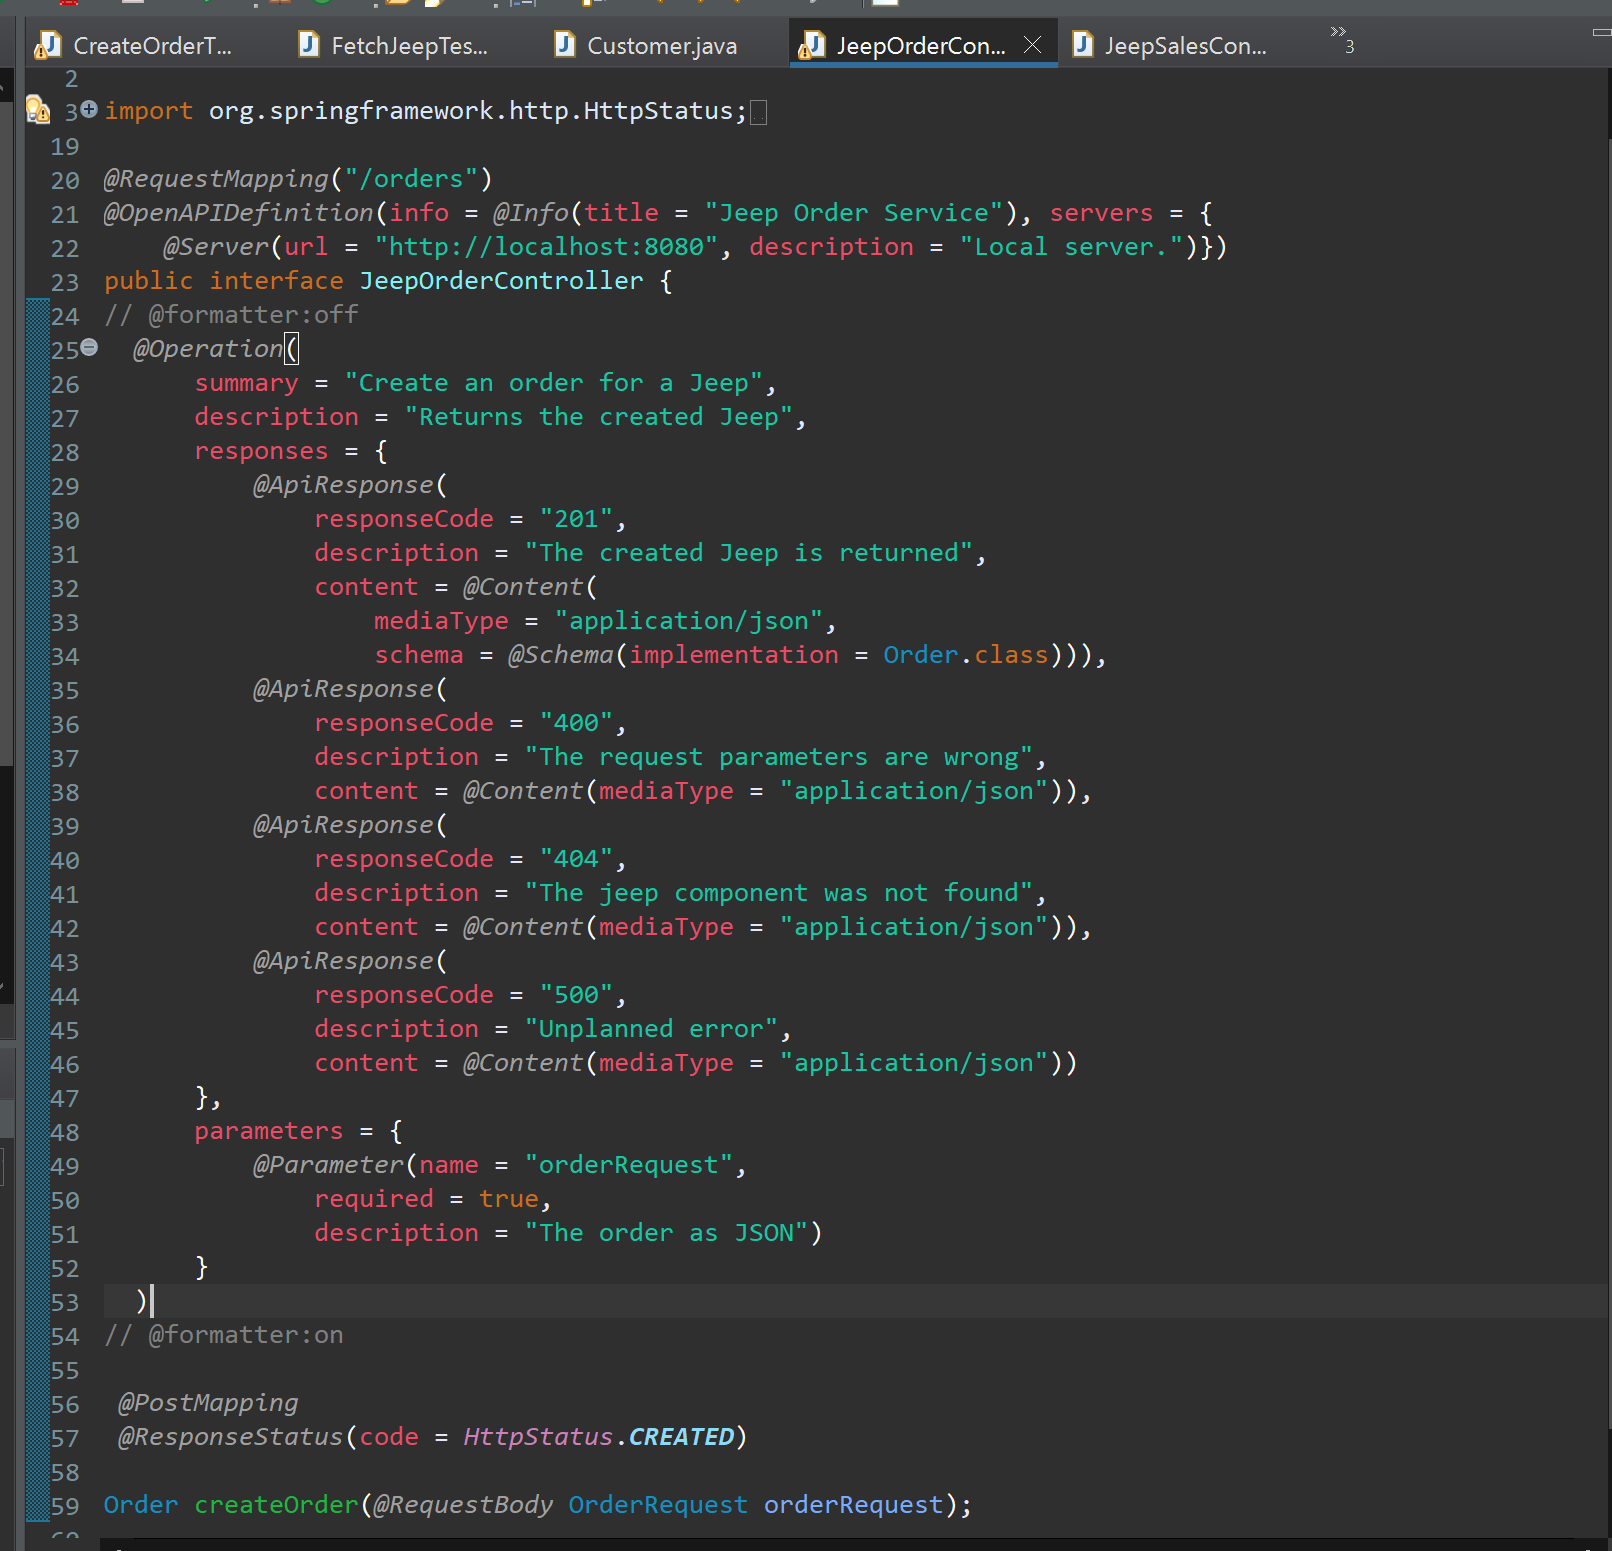 CreateOrderT...
FetchJeepTes...
Customer.java
JeepOrderCon...
JeepSalesCon...
»3
2
3 import org.springframework.http.HttpStatus;
19
20 @RequestMapping("/orders")
21 @OpenAPIDefinition(info = @Info(title = "Jeep Order Service"), servers = {
22     @Server(url = "http://localhost:8080", description = "Local server.")})
23 public interface JeepOrderController {
24 // @formatter:off
25   @Operation(
26       summary = "Create an order for a Jeep",
27       description = "Returns the created Jeep",
28       responses = {
29           @ApiResponse(
30               responseCode = "201",
31               description = "The created Jeep is returned",
32               content = @Content(
33                   mediaType = "application/json",
34                   schema = @Schema(implementation = Order.class))),
35           @ApiResponse(
36               responseCode = "400",
37               description = "The request parameters are wrong",
38               content = @Content(mediaType = "application/json")),
39           @ApiResponse(
40               responseCode = "404",
41               description = "The jeep component was not found",
42               content = @Content(mediaType = "application/json")),
43           @ApiResponse(
44               responseCode = "500",
45               description = "Unplanned error",
46               content = @Content(mediaType = "application/json"))
47       },
48       parameters = {
49           @Parameter(name = "orderRequest",
50               required = true,
51               description = "The order as JSON")
52       }
53   )
54 // @formatter:on
55
56  @PostMapping
57  @ResponseStatus(code = HttpStatus.CREATED)
58
59 Order createOrder(@RequestBody OrderRequest orderRequest);